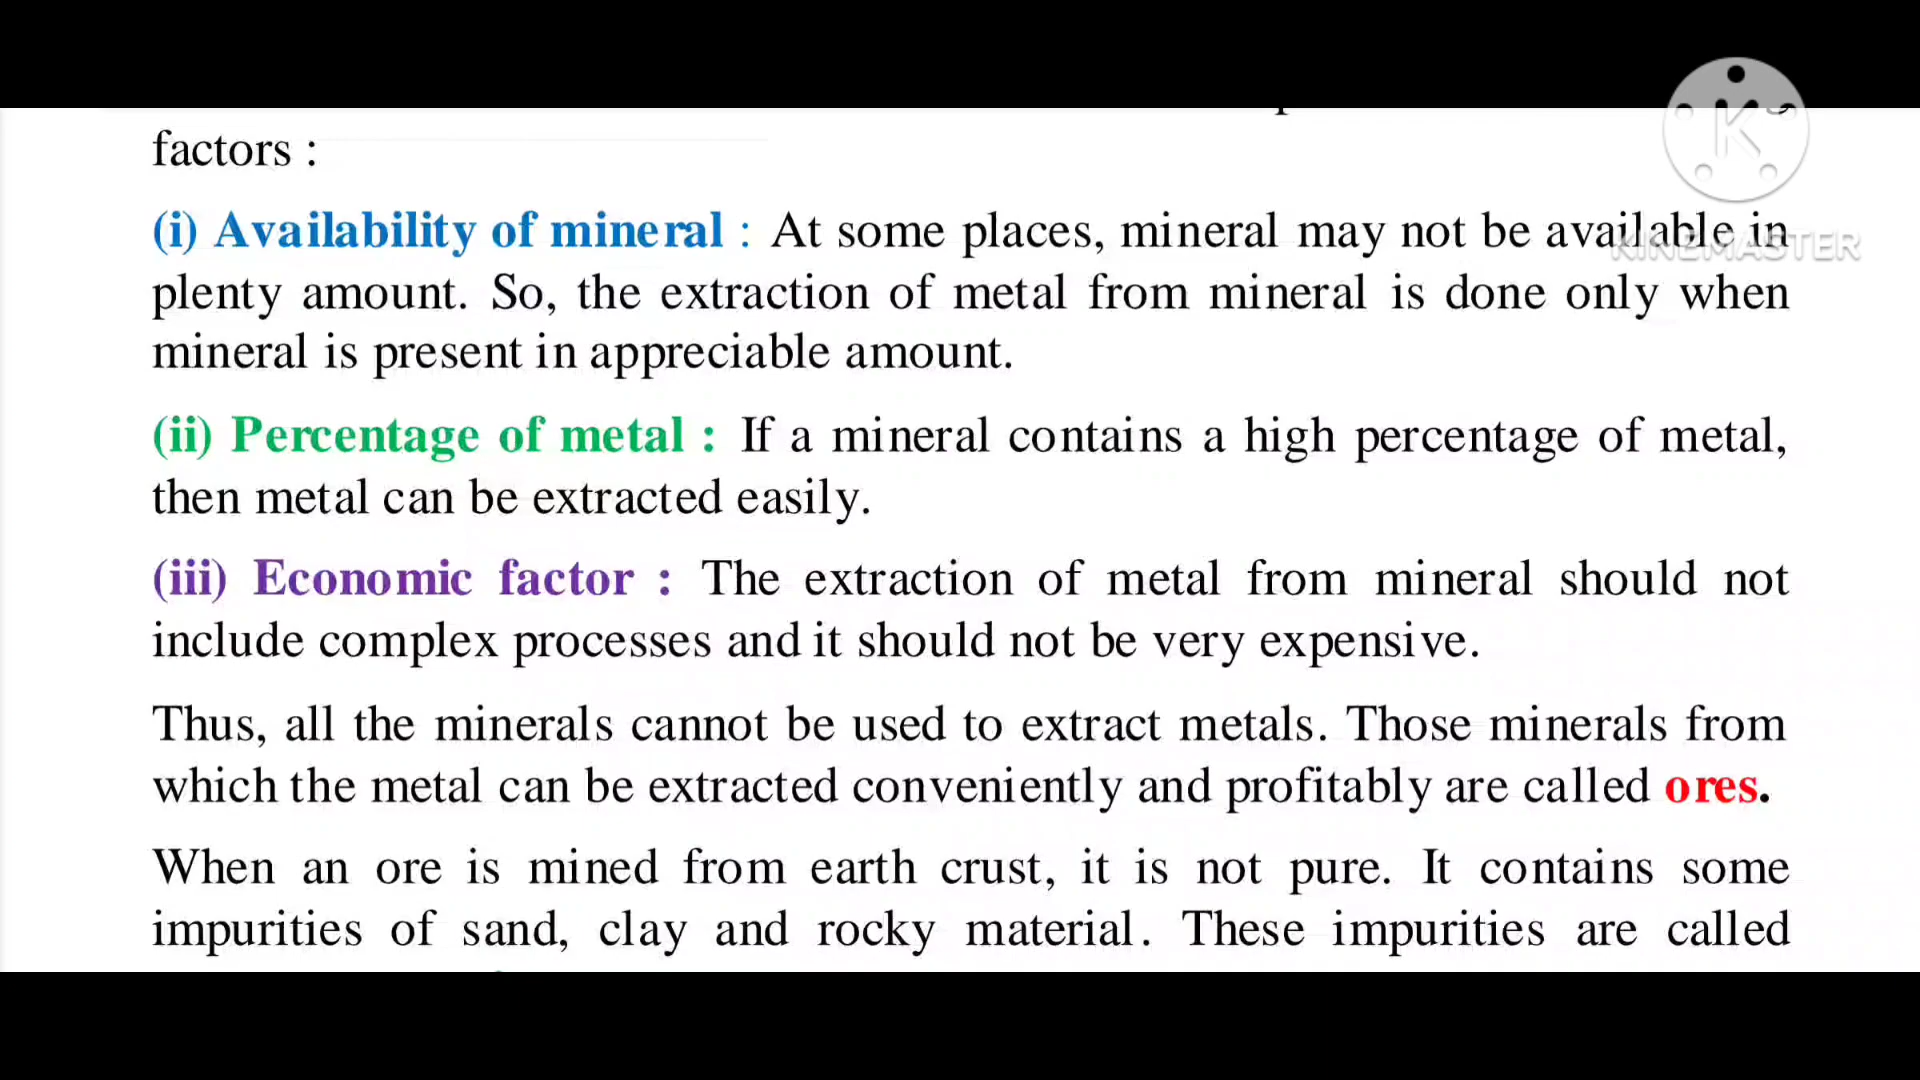 factors :
(i) Availability of mineral : At some places, mineral may not be available in
plenty amount. So, the extraction of metal from mineral is done only when
mineral is present in appreciable amount.
(ii) Percentage of metal : If a mineral contains a high percentage of metal,
then metal can be extracted easily.
(iii) Economic factor : The extraction of metal from mineral should not
include complex processes and it should not be very expensive.
Thus, all the minerals cannot be used to extract metals. Those minerals from
which the metal can be extracted conveniently and profitably are called ores.
When an ore is mined from earth crust, it is not pure. It contains some
impurities of sand, clay and rocky material. These impurities are called
K
KINEMASTER